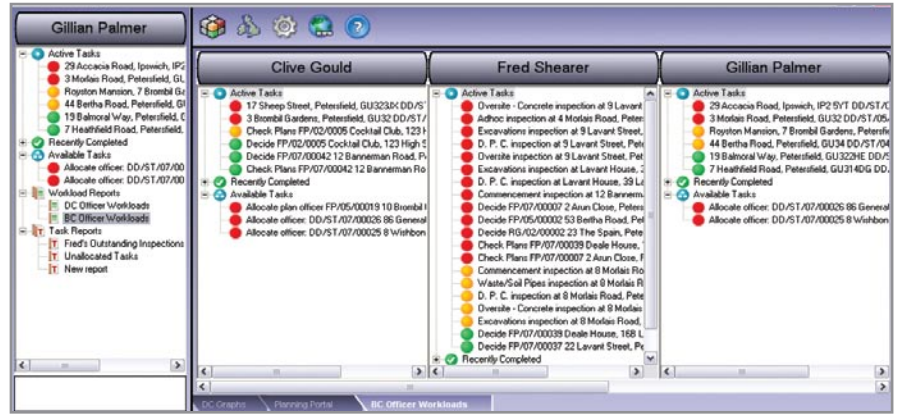 Gillian Palmer
Active Tasks
29 Accacia Road, Ipswich, IP2
3 Morlais Road, Petersfield, GL
Royston Mansion, 7 Brombil Ga
44 Bertha Road, Petersfield, G
19 Balmoral Way, Petersfield,
7 Heathfield Road, Petersfield,
Recently Completed
Available Tasks
Allocate officer: DD/ST/07/00
Allocate officer: DD/ST/07/00
Workload Reports
DC Officer Workloads
BC Officer Workloads
Task Reports
Fred's Outstanding Inspections
Unallocated Tasks
New report
Clive Gould
Active Tasks
17 Sheep Street, Petersfield, GU323JX DD/S
3 Brombil Gardens, Petersfield, GU32 DD/ST/
Check Plans FP/02/0005 Cocktail Club, 123 H
Decide FP/02/0005 Cocktail Club, 123 High S
Decide FP/07/00042 12 Banneman Road, P
Check Plans FP/07/00042 12 Bannerman Ro
Recently Completed
Available Tasks
Allocate plan officer FP/05/00019 10 Brombil
Allocate officer: DD/ST/07/00026 86 General
Allocate officer: DD/ST/07/00025 8 Wishbon
Fred Shearer
Active Tasks
Oversite - Concrete inspection at 9 Lavant
Adhoc inspection at 4 Morlais Road, Peters
Excavations inspection at 9 Lavant Street,
D. P. C. inspection at 9 Lavant Street, Pete
Oversite inspection at 9 Lavant Street, Pet
Excavations inspection at Lavant House, 3
D. P. C. inspection at Lavant House, 39 La
Commencement inspection at 12 Bannerm
Decide FP/07/00007 2 Arun Close, Peters
Decide FP/05/00002 53 Bertha Road, Pet
Decide RG/02/00002 23 The Spain, Pete
Check Plans FP/07/00039 Deale House,
Check Plans FP/07/00007 2 Arun Close, F
Commencement inspection at 8 Morlais Ro
Waste/Soil Pipes inspection at 8 Morlais R
D. P. C. inspection at 8 Morlais Road, Pete
Oversite - Concrete inspection at 8 Morlais
Excavations inspection at 8 Morlais Road,
Decide FP/07/00039 Deale House, 168 L
Decide FP/07/00037 22 Lavant Street, Pe
Recently Completed
Gillian Palmer
Active Tasks
29 Accacia Road, Ipswich, IP2 5YT DD/ST/0
3 Morlais Road, Petersfield, GU32 DD/ST/05
Royston Mansion, 7 Brombil Gardens, Petersfi
44 Bertha Road, Petersfield, GU34 DD/ST/04
19 Balmoral Way, Petersfield, GU322HE DD/S
7 Heathfield Road, Petersfield, GU314DG DD
Recently Completed
Available Tasks
Allocate officer: DD/ST/07/00026 86 General
Allocate officer: DD/ST/07/00025 8 Wishbon
DC Graphs
Planning Portal
BC Officer Workloads